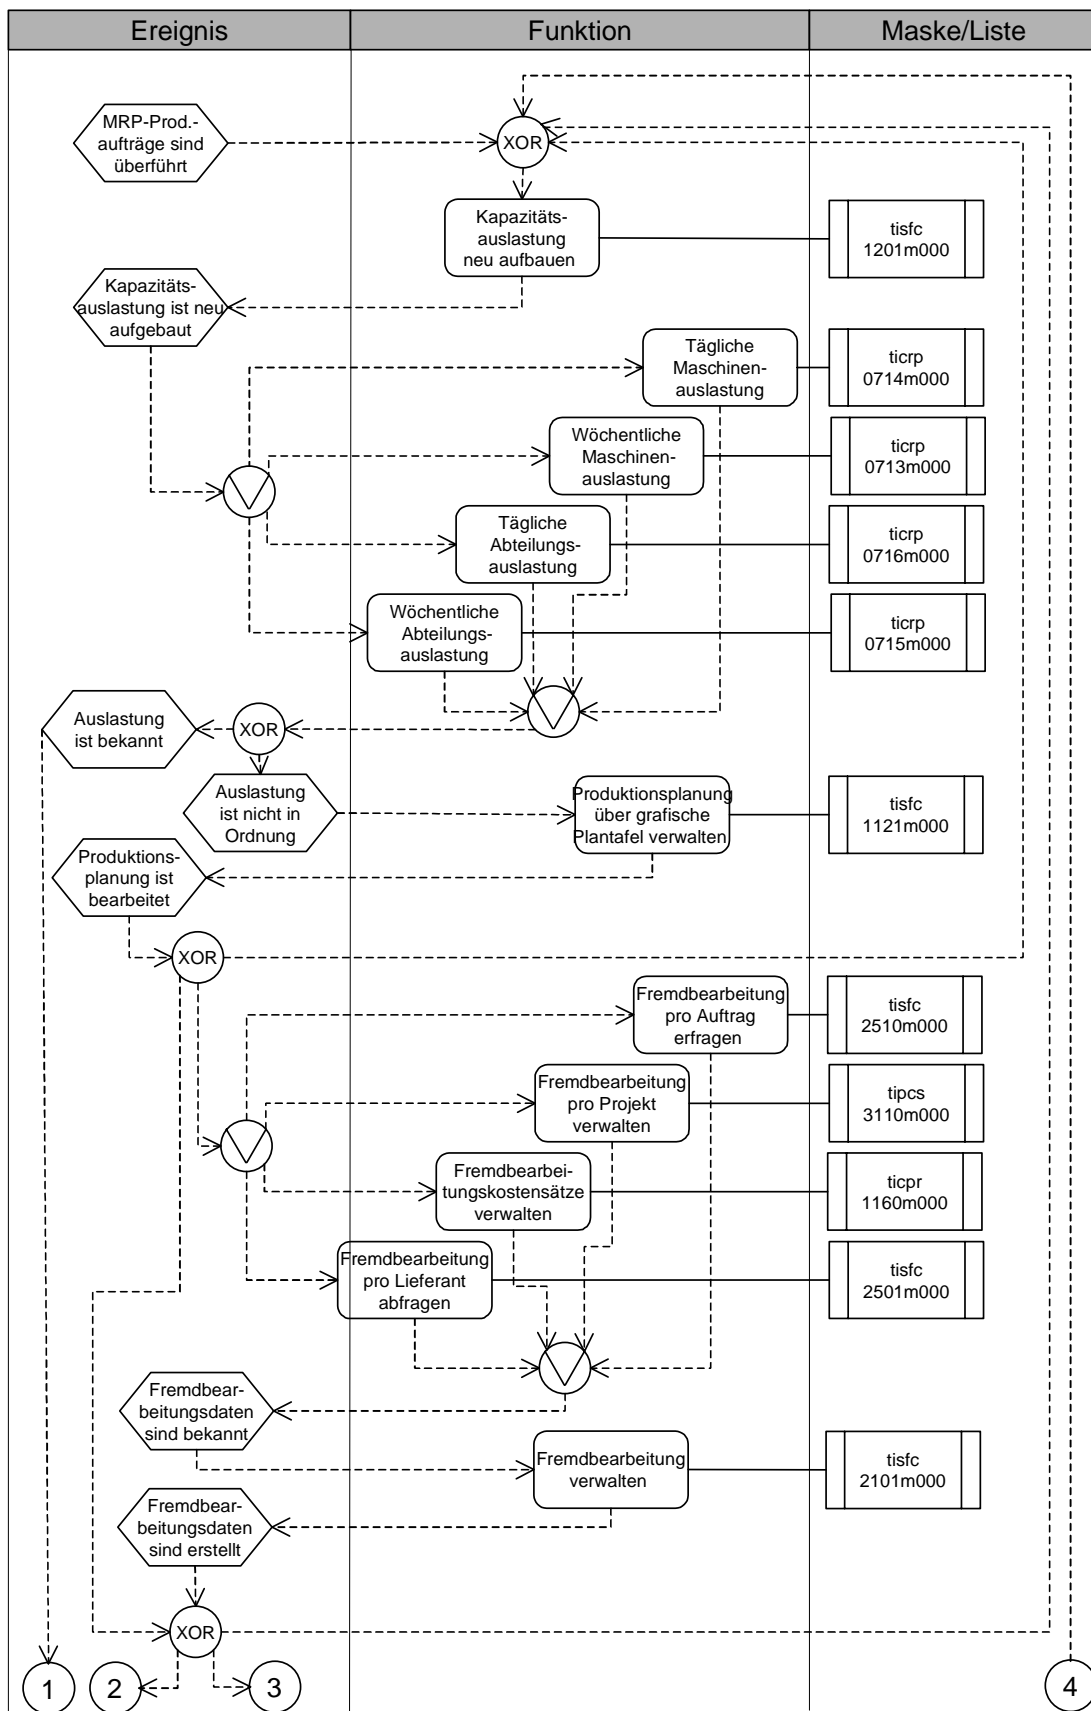 Ereignis
Funktion
Maske/Liste
MRP-Prod.-
aufträge sind
überführt
XOR
Kapazitäts-
auslastung
neu aufbauen
tisfc
1201m000
Kapazitäts-
auslastung ist neu
aufgebaut
Tägliche
Maschinen-
auslastung
ticrp
0714m000
Wöchentliche
Maschinen-
auslastung
ticrp
0713m000
Tägliche
Abteilungs-
auslastung
ticrp
0716m000
Wöchentliche
Abteilungs-
auslastung
ticrp
0715m000
Auslastung
ist bekannt
XOR
Auslastung
ist nicht in
Ordnung
Produktionsplanung
über grafische
Plantafel verwalten
tisfc
1121m000
Produktions-
planung ist
bearbeitet
XOR
Fremdbearbeitung
pro Auftrag
erfragen
tisfc
2510m000
Fremdbearbeitung
pro Projekt
verwalten
tipcs
3110m000
Fremdbearbei-
tungskostensätze
verwalten
ticpr
1160m000
Fremdbearbeitung
pro Lieferant
abfragen
tisfc
2501m000
Fremdbear-
beitungsdaten
sind bekannt
Fremdbearbeitung
verwalten
tisfc
2101m000
Fremdbear-
beitungsdaten
sind erstellt
XOR
1
2
3
4